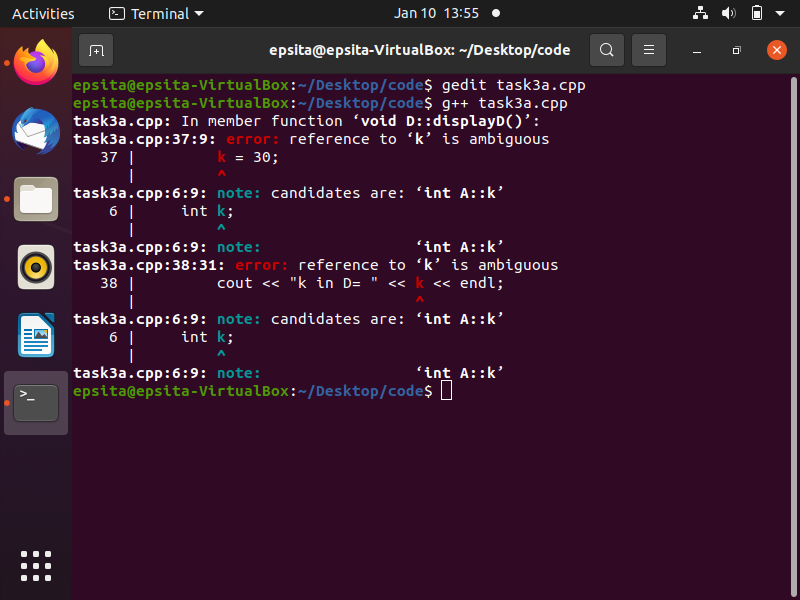 Activities Terminal Jan 10 13:55
epsita@epsita-VirtualBox: ~/Desktop/code
epsita@epsita-VirtualBox:~/Desktop/code$ gedit task3a.cpp
epsita@epsita-VirtualBox:~/Desktop/code$ g++ task3a.cpp
task3a.cpp: In member function ‘void D::displayD()’:
task3a.cpp:37:9: error: reference to ‘k’ is ambiguous
   37 |         k = 30;
      |         ^
task3a.cpp:6:9: note: candidates are: ‘int A::k’
    6 |     int k;
      |         ^
task3a.cpp:6:9: note:                 ‘int A::k’
task3a.cpp:38:31: error: reference to ‘k’ is ambiguous
   38 |         cout << "k in D= " << k << endl;
      |                               ^
task3a.cpp:6:9: note: candidates are: ‘int A::k’
    6 |     int k;
      |         ^
task3a.cpp:6:9: note:                 ‘int A::k’
epsita@epsita-VirtualBox:~/Desktop/code$
>_